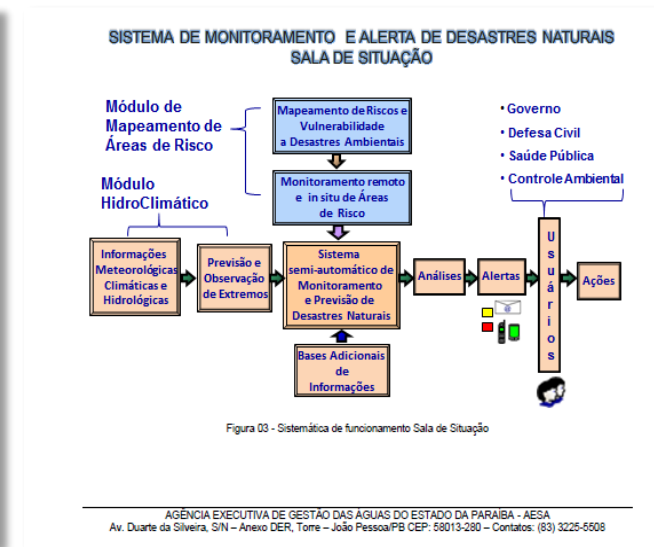 SISTEMA DE MONITORAMENTO E ALERTA DE DESASTRES NATURAIS
SALA DE SITUAÇÃO
Módulo de
Mapeamento de
Áreas de Risco
Mapeamento de Riscos e
Vulnerabilidade
a Desastres Ambientais
• Governo
• Defesa Civil
• Saúde Pública
• Controle Ambiental
Monitoramento remoto
e in situ de Áreas
de Risco
Módulo
HidroClimático
Informações
Meteorológicas
Climáticas e
Hidrológicas
Previsão e
Observação
de Extremos
Sistema
semi-automático de
Monitoramento
e Previsão de
Desastres Naturais
Análises
Alertas
Usuários
Ações
Bases Adicionais
de
Informações
Figura 03 - Sistemática de funcionamento Sala de Situação
AGÊNCIA EXECUTIVA DE GESTÃO DAS ÁGUAS DO ESTADO DA PARAÍBA - AESA
Av. Duarte da Silveira, S/N – Anexo DER, Torre – João Pessoa/PB CEP: 58013-280 – Contatos: (83) 3225-5508